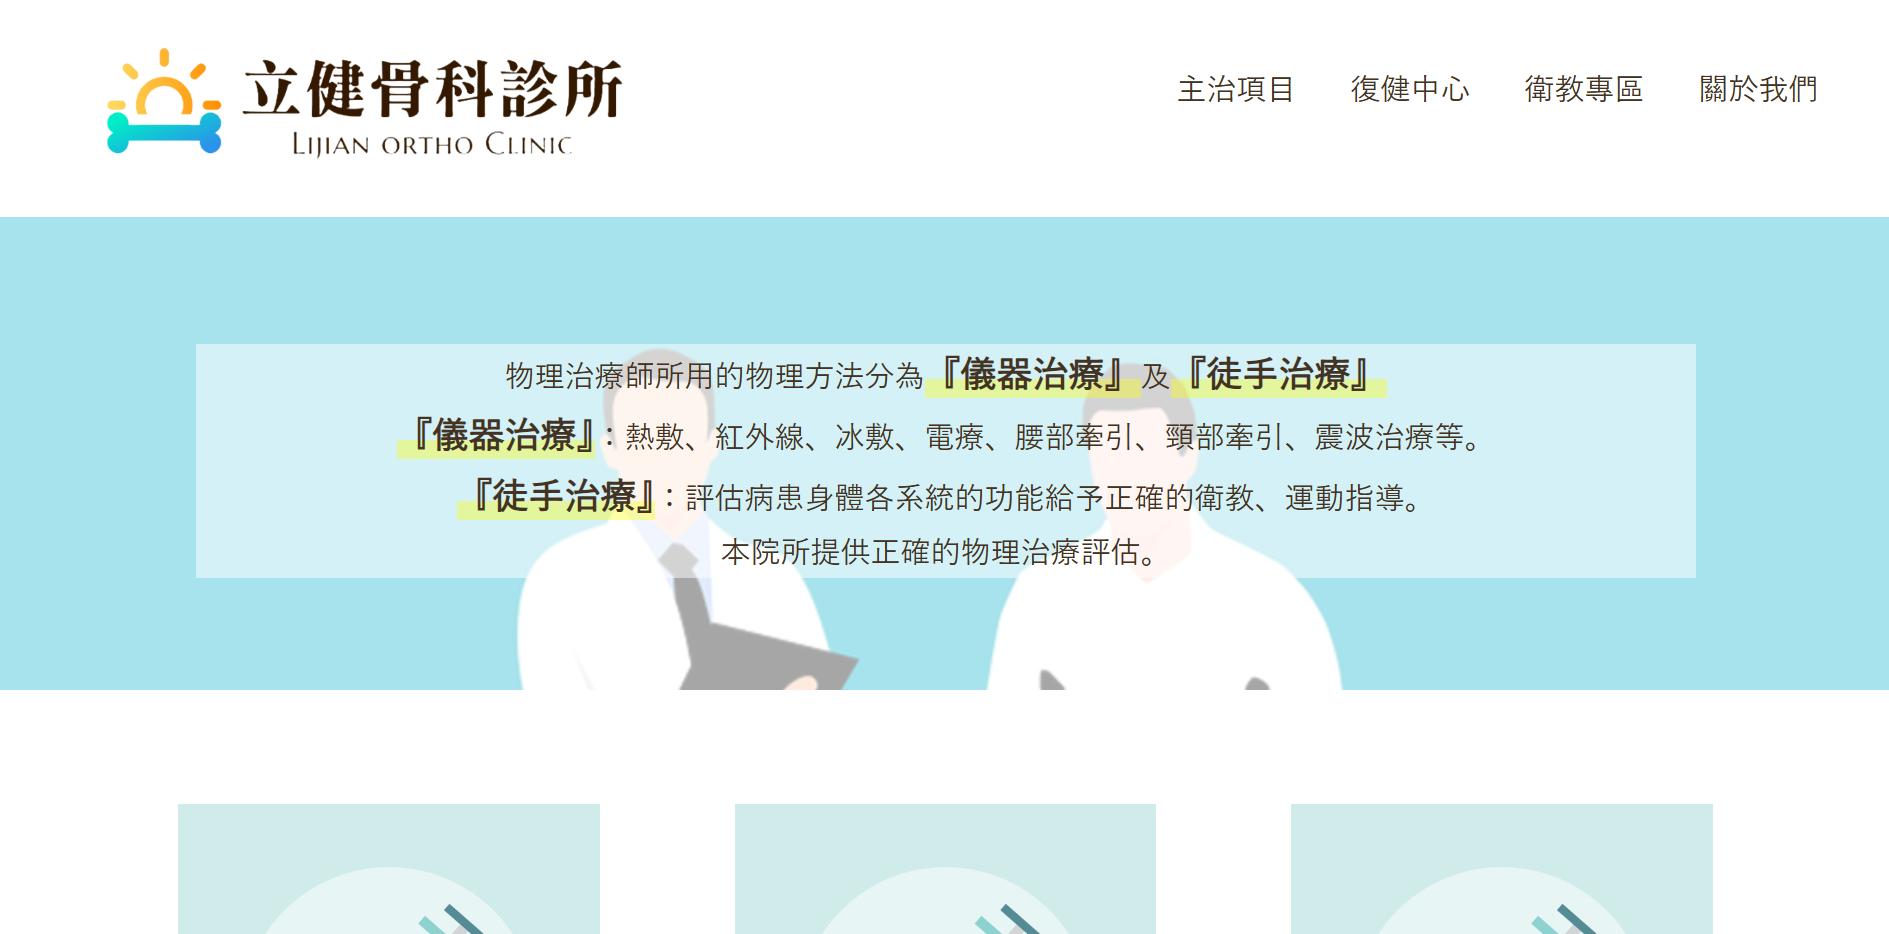 立健骨科診所
LIJIAN ORTHO CLINIC
主治項目 復健中心 衛教專區 關於我們
物理治療師所用的物理方法分為『儀器治療』及『徒手治療』
『儀器治療』：熱敷、紅外線、冰敷、電療、腰部牽引、頸部牽引、震波治療等。
『徒手治療』：評估病患身體各系統的功能給予正確的衛教、運動指導。
本院所提供正確的物理治療評估。